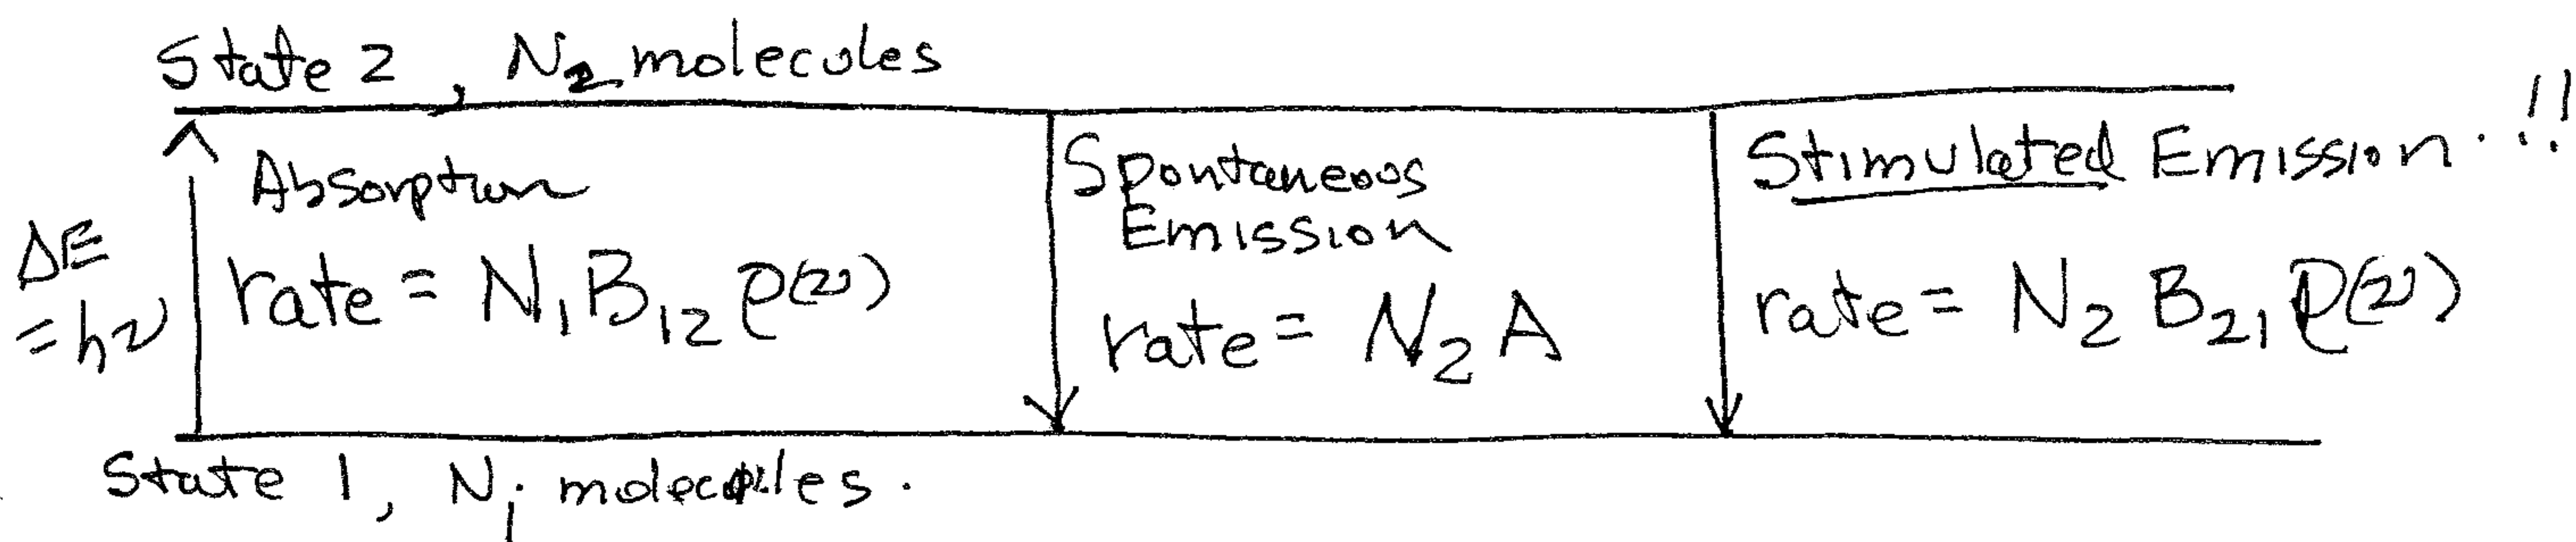 State 2, N₂ molecules
Absorption
rate = N₁B₁₂ρ(ν)
ΔE
=hν
Spontaneous
Emission
rate = N₂A
Stimulated Emission.!!
rate = N₂B₂₁ρ(ν)
State 1, N₁ molecules.